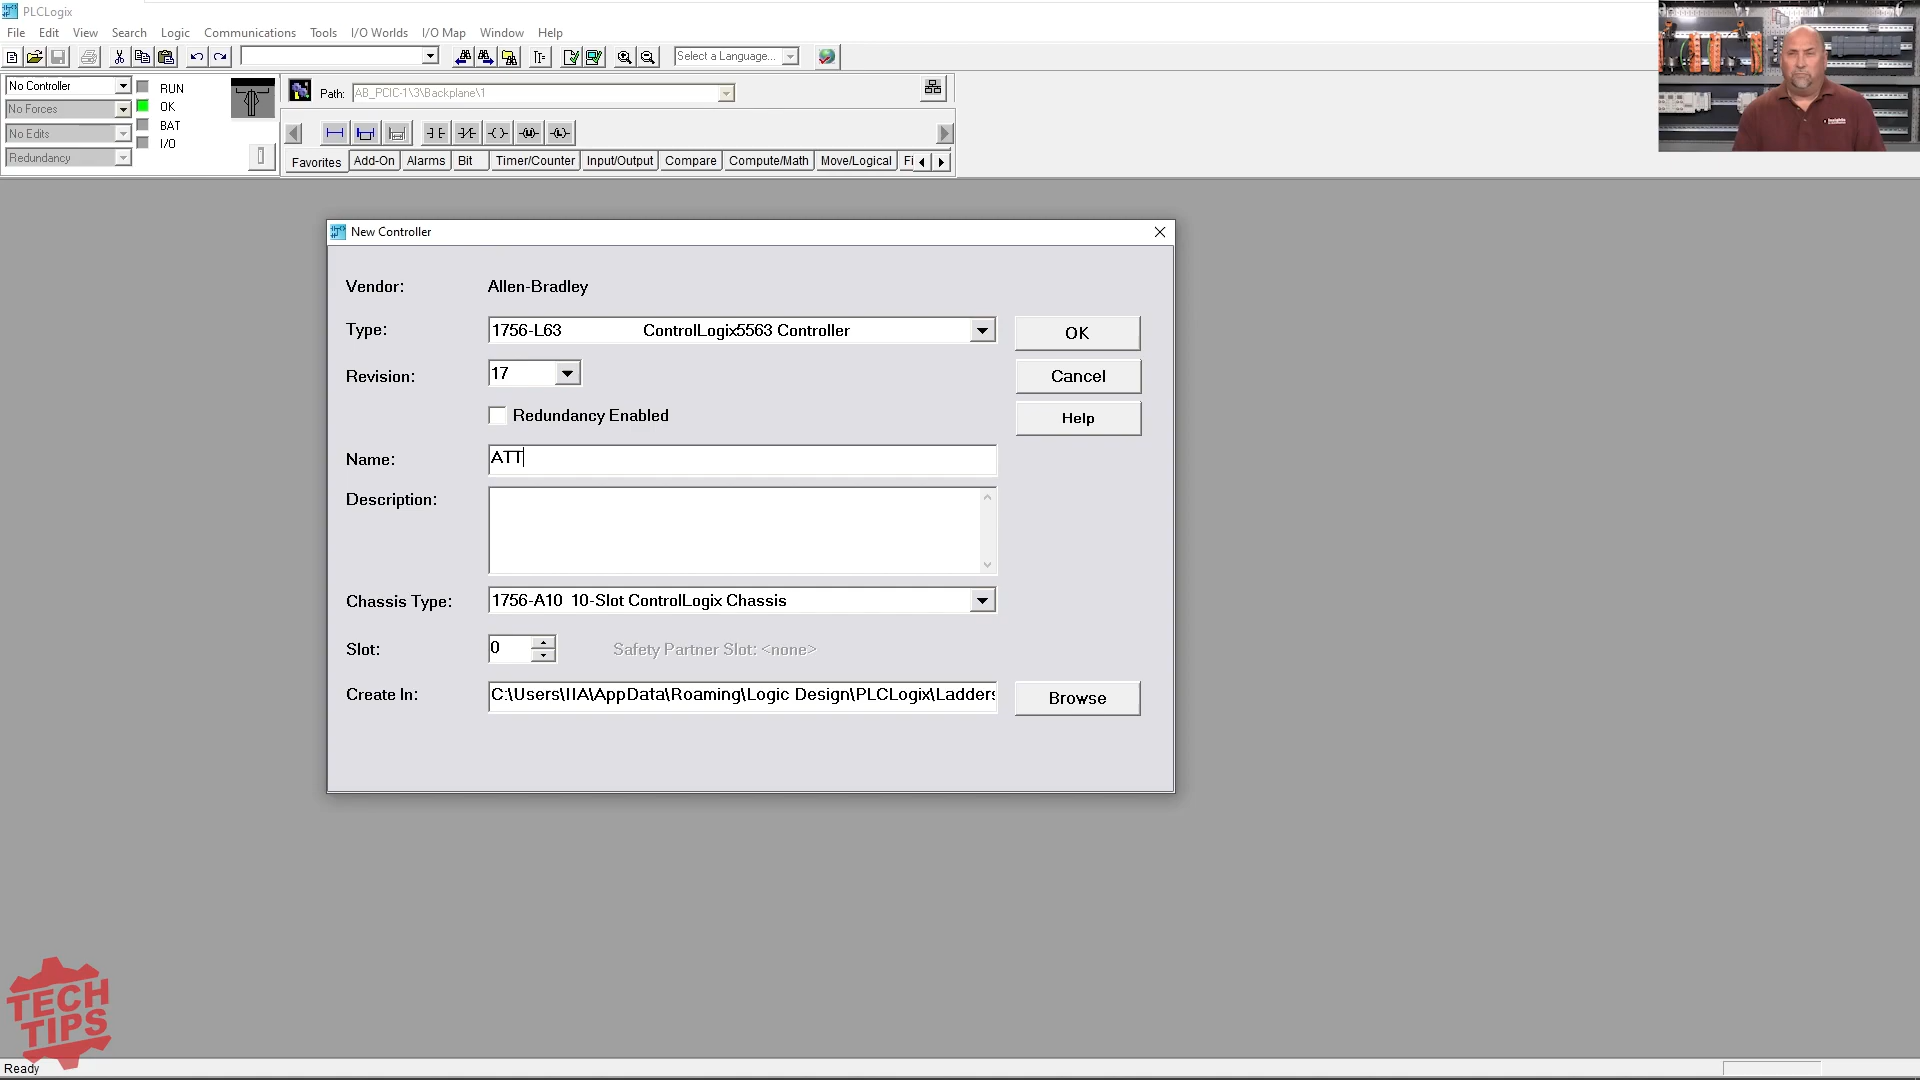 PLCLogix
File Edit View Search Logic Communications Tools I/O Worlds I/O Map Window Help
Select a Language...
No Controller
RUN
No Forces
OK
No Edits
BAT
Redundancy
I/O
Path: AB_PCIC-1\3\Backplane\1
Favorites Add-On Alarms Bit Timer/Counter Input/Output Compare Compute/Math Move/Logical Fi
New Controller
Vendor: Allen-Bradley
Type: 1756-L63 ControlLogix5563 Controller
OK
Revision: 17
Cancel
Redundancy Enabled
Help
Name: ATT
Description:
Chassis Type: 1756-A10 10-Slot ControlLogix Chassis
Slot: 0 Safety Partner Slot: <none>
Create In: C:\Users\IIA\AppData\Roaming\Logic Design\PLCLogix\Ladders
Browse
TECH
TIPS
Ready